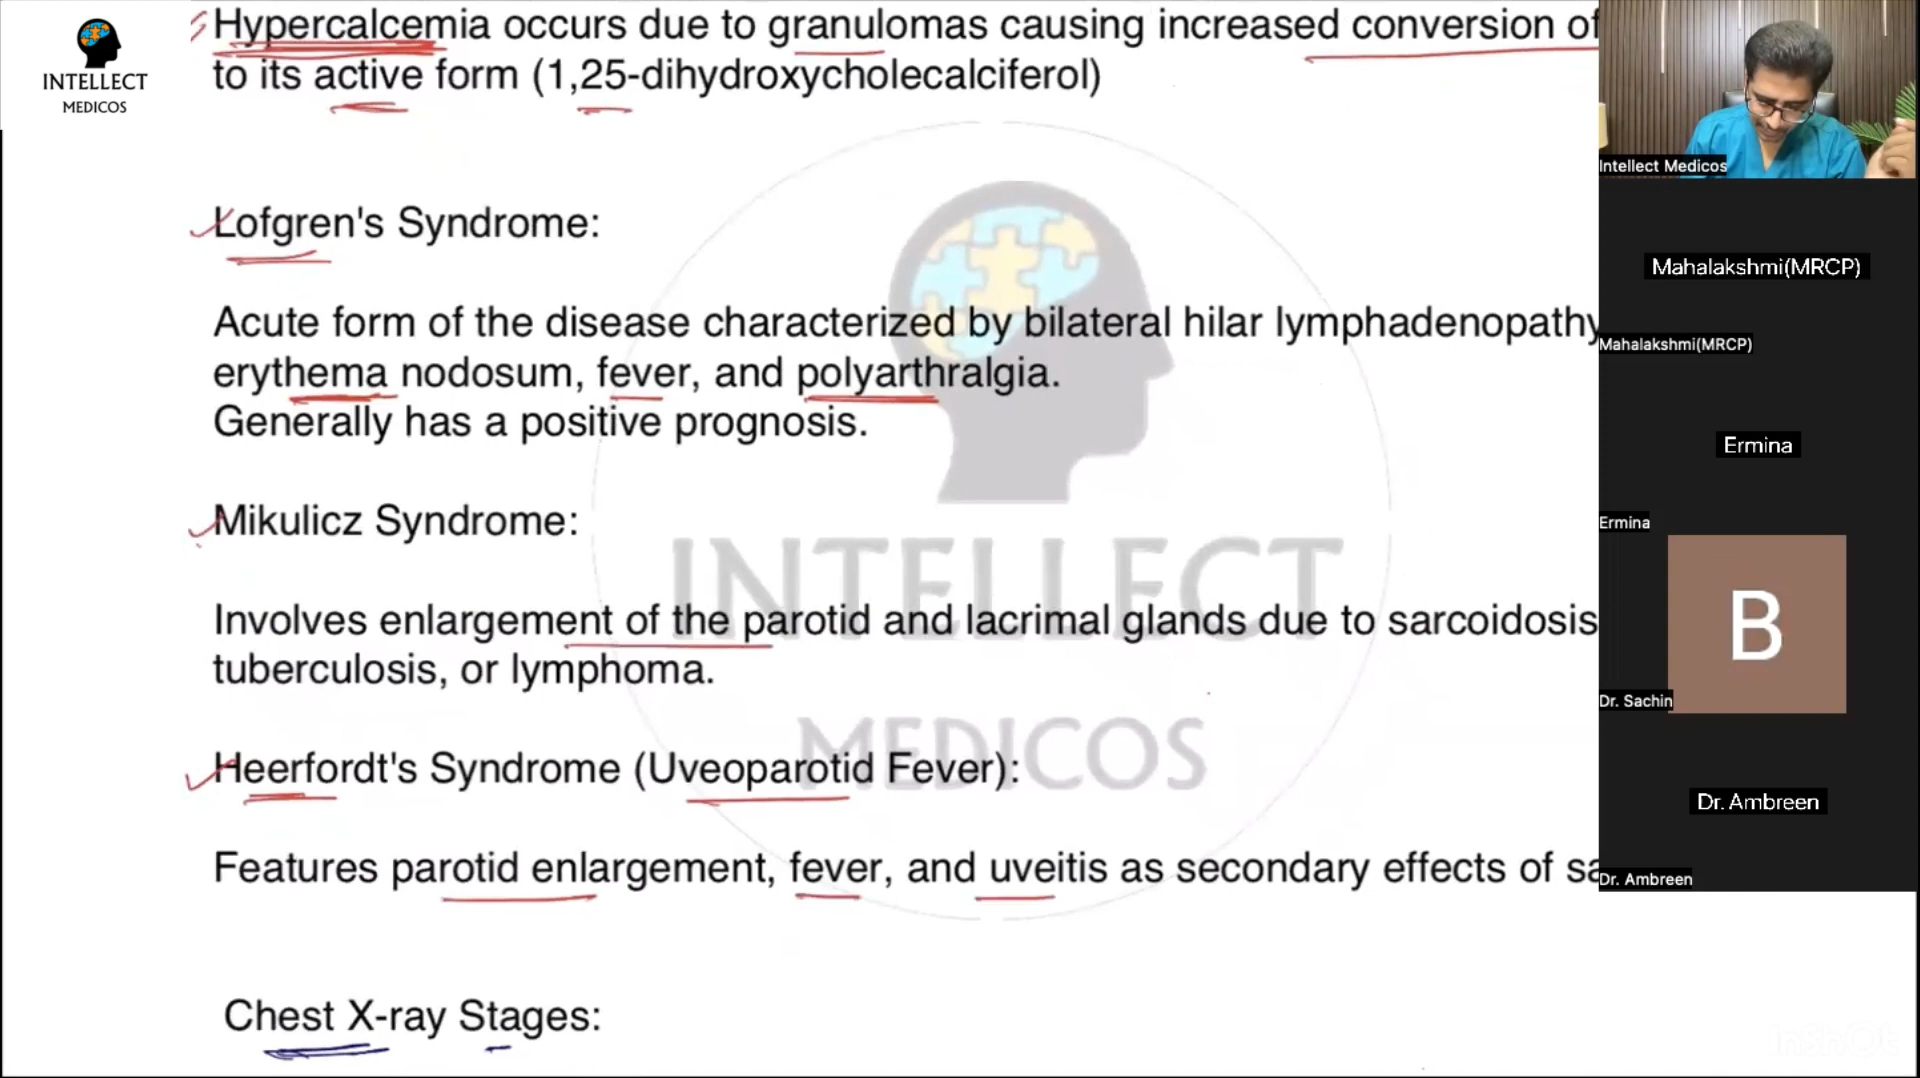 INTELLECT
MEDICOS
Hypercalcemia occurs due to granulomas causing increased conversion of
to its active form (1,25-dihydroxycholecalciferol)
Lofgren's Syndrome:
Acute form of the disease characterized by bilateral hilar lymphadenopathy
erythema nodosum, fever, and polyarthralgia.
Generally has a positive prognosis.
Mikulicz Syndrome:
Involves enlargement of the parotid and lacrimal glands due to sarcoidosis
tuberculosis, or lymphoma.
Heerfordt's Syndrome (Uveoparotid Fever):
Features parotid enlargement, fever, and uveitis as secondary effects of sa
Chest X-ray Stages:
INTELLECT
MEDICOS
Intellect Medicos
Mahalakshmi(MRCP)
Mahalakshmi(MRCP)
Ermina
Ermina
B
Dr. Sachin
Dr. Ambreen
Dr. Ambreen